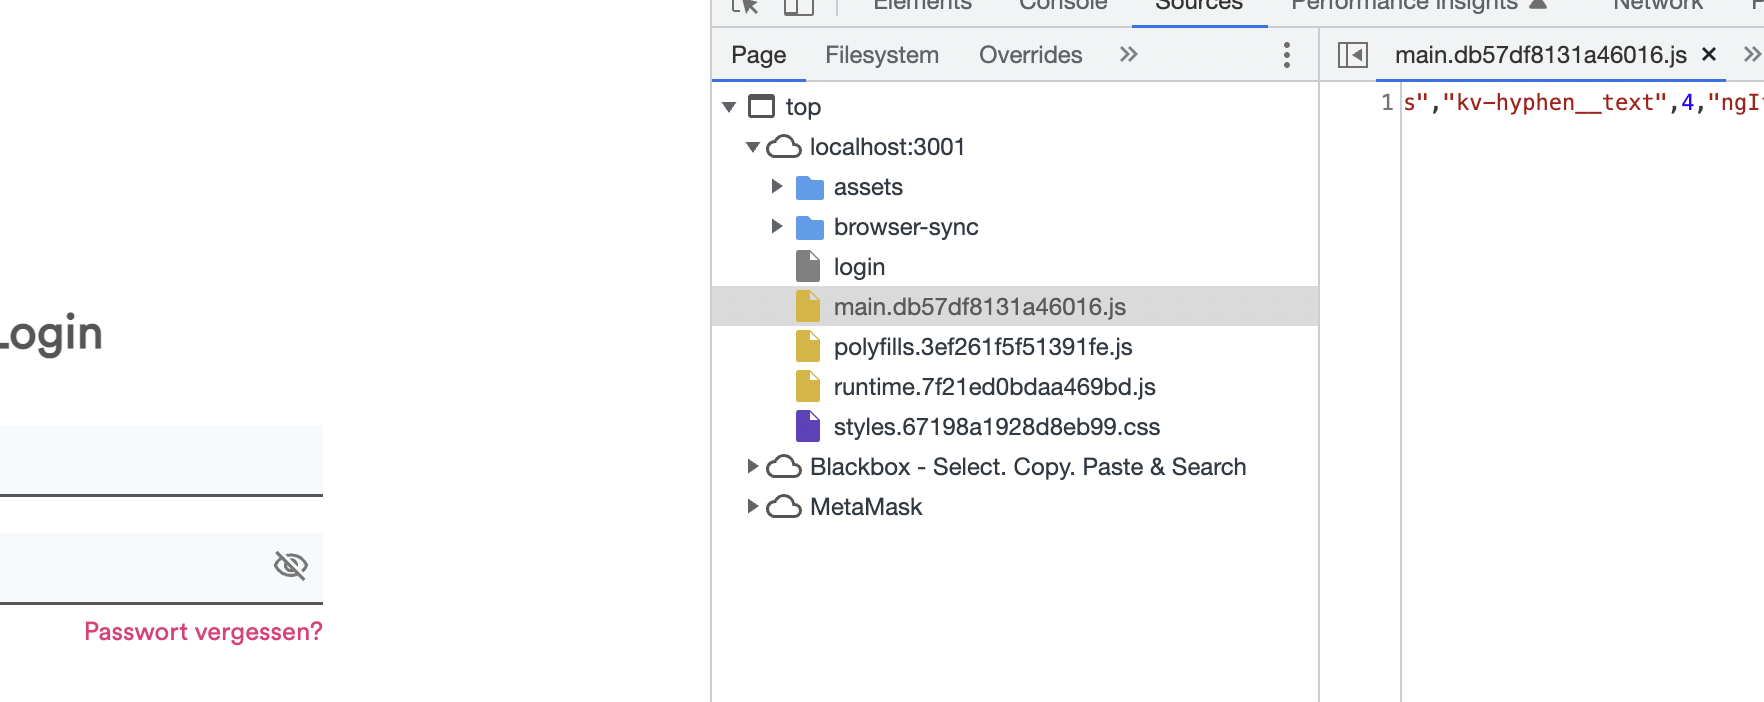 Elements Console Sources Performance insights Network
Page Filesystem Overrides
main.db57df8131a46016.js
top
1 s","kv-hyphen__text",4,"ngI
localhost:3001
assets
browser-sync
login
main.db57df8131a46016.js
Login
polyfills.3ef261f5f51391fe.js
runtime.7f21ed0bdaa469bd.js
styles.67198a1928d8eb99.css
Blackbox - Select. Copy. Paste & Search
MetaMask
Passwort vergessen?